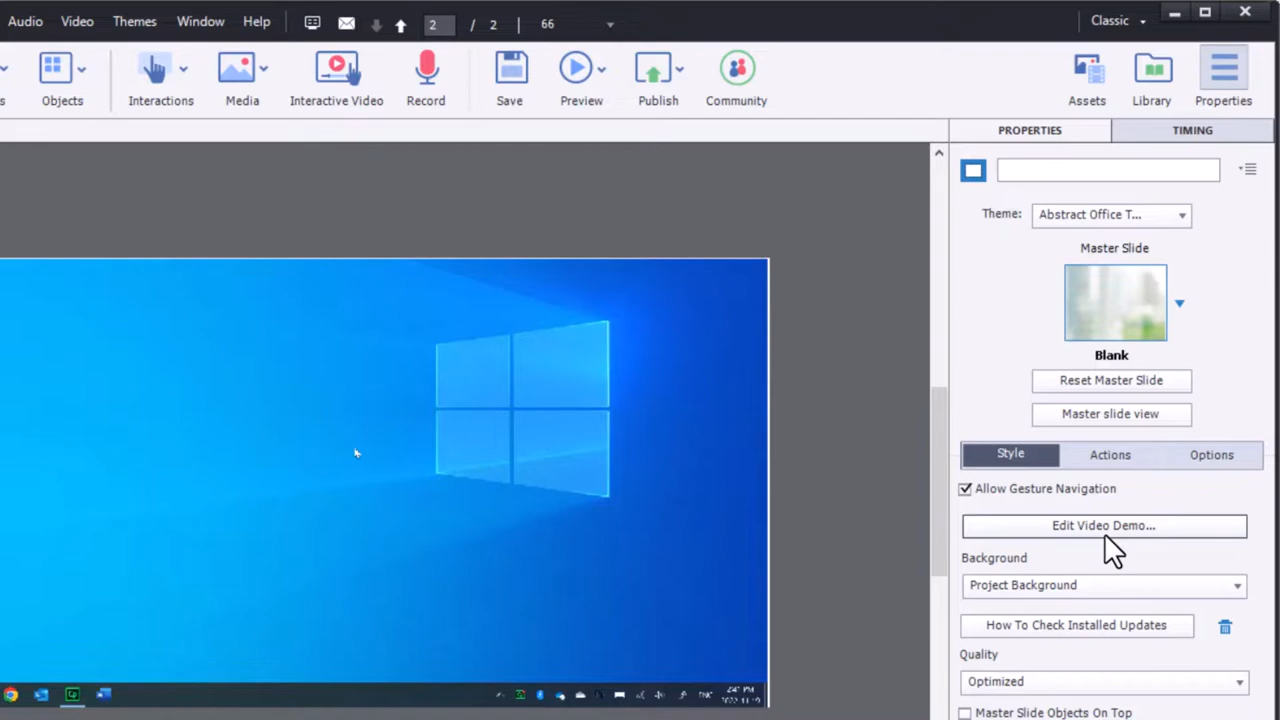 Audio Video Themes Window Help 2 / 2 66 Classic
Objects Interactions Media Interactive Video Record Save Preview Publish Community Assets Library Properties
PROPERTIES TIMING
Theme: Abstract Office T...
Master Slide
Blank
Reset Master Slide
Master slide view
Style Actions Options
Allow Gesture Navigation
Edit Video Demo...
Background
Project Background
How To Check Installed Updates
Quality
Optimized
2:41 PM
Master Slide Objects On Top